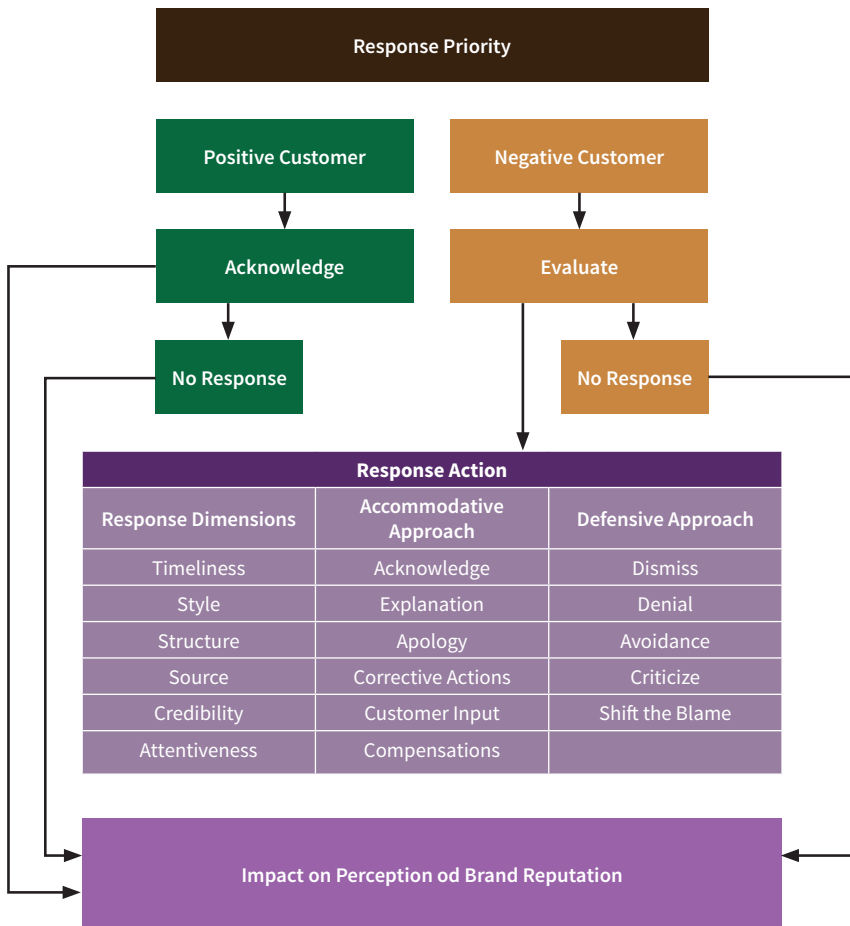 Response Priority
Positive Customer
Negative Customer
Acknowledge
Evaluate
No Response
No Response
Response Action
Response Dimensions
Accommodative
Approach
Defensive Approach
Timeliness
Acknowledge
Dismiss
Style
Explanation
Denial
Structure
Apology
Avoidance
Source
Corrective Actions
Criticize
Credibility
Customer Input
Shift the Blame
Attentiveness
Compensations
Impact on Perception od Brand Reputation